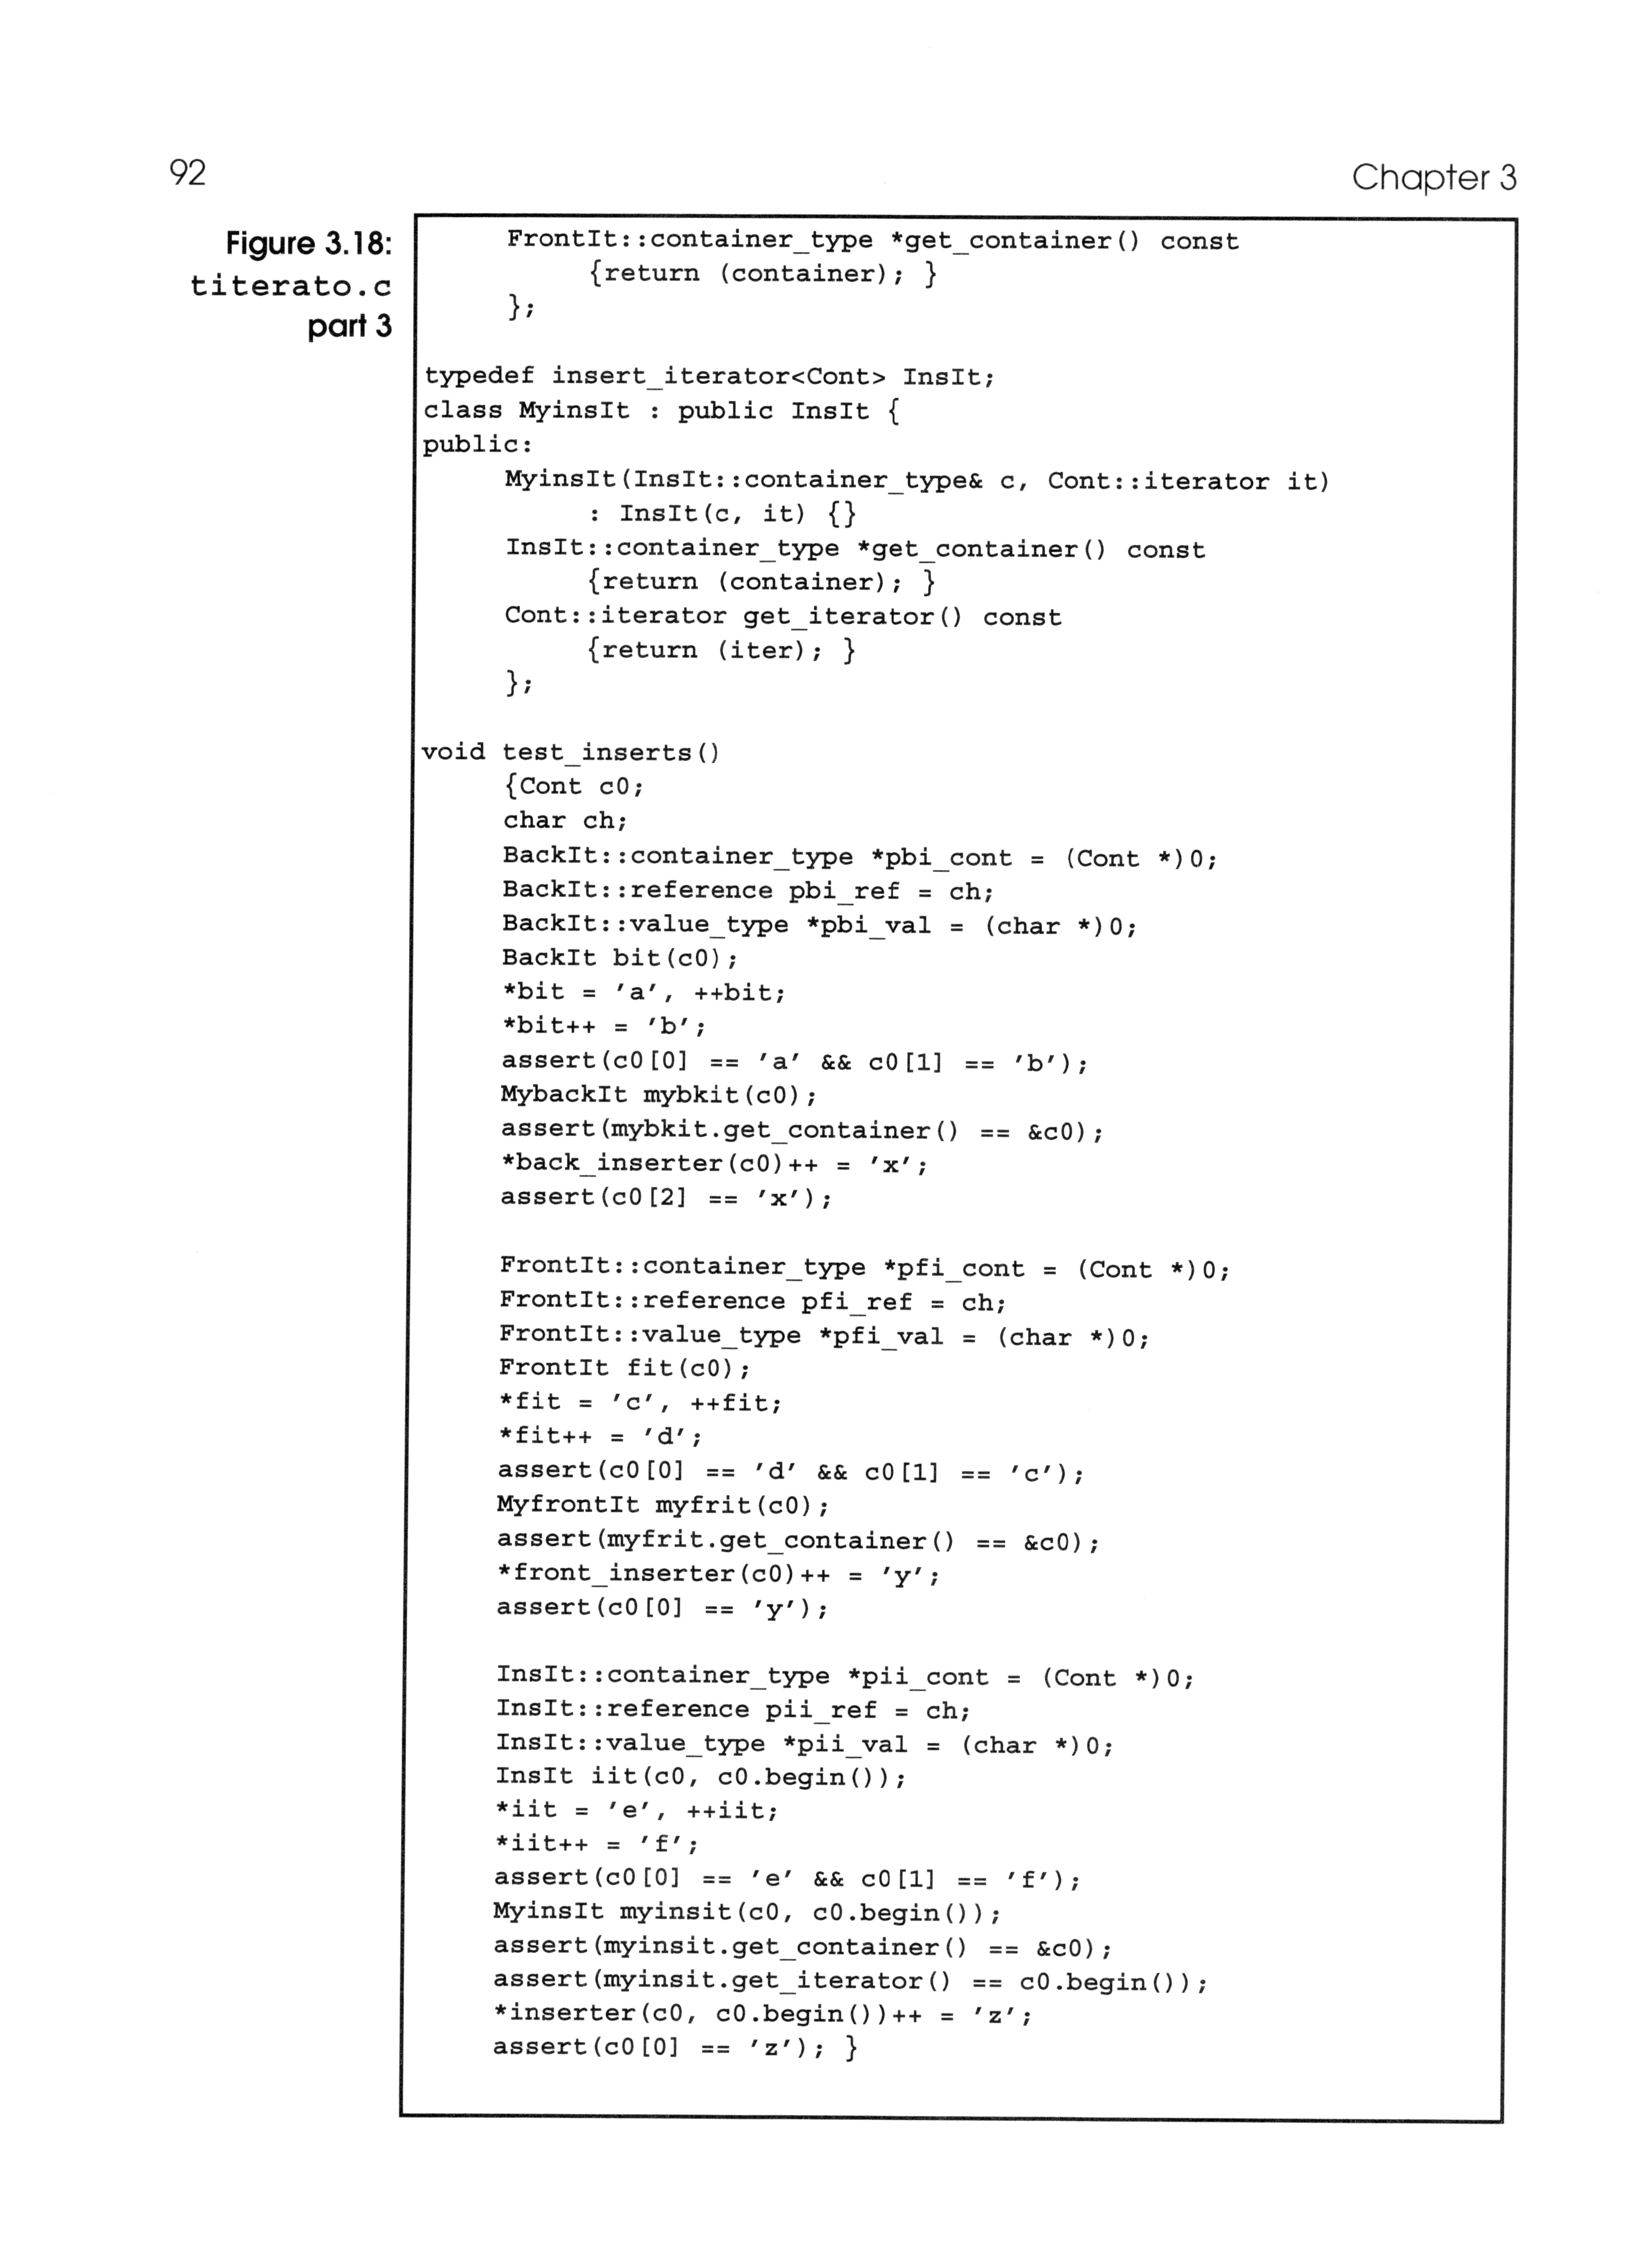 92
Chapter 3
Figure 3.18:
titerato.c
part 3
FrontIt::container_type *get_container() const
{return (container); }
};
typedef insert_iterator<Cont> InsIt;
class MyinsIt : public InsIt {
public:
MyinsIt(InsIt::container_type& c, Cont::iterator it)
: InsIt(c, it) {}
InsIt::container_type *get_container() const
{return (container); }
Cont::iterator get_iterator() const
{return (iter); }
};
void test_inserts()
{Cont c0;
char ch;
BackIt::container_type *pbi_cont = (Cont *)0;
BackIt::reference pbi_ref = ch;
BackIt::value_type *pbi_val = (char *)0;
BackIt bit(c0);
*bit = 'a', ++bit;
*bit++ = 'b';
assert(c0[0] == 'a' && c0[1] == 'b');
MybackIt mybkit(c0);
assert(mybkit.get_container() == &c0);
*back_inserter(c0)++ = 'x';
assert(c0[2] == 'x');
FrontIt::container_type *pfi_cont = (Cont *)0;
FrontIt::reference pfi_ref = ch;
FrontIt::value_type *pfi_val = (char *)0;
FrontIt fit(c0);
*fit = 'c', ++fit;
*fit++ = 'd';
assert(c0[0] == 'd' && c0[1] == 'c');
MyfrontIt myfrit(c0);
assert(myfrit.get_container() == &c0);
*front_inserter(c0)++ = 'y';
assert(c0[0] == 'y');
InsIt::container_type *pii_cont = (Cont *)0;
InsIt::reference pii_ref = ch;
InsIt::value_type *pii_val = (char *)0;
InsIt iit(c0, c0.begin());
*iit = 'e', ++iit;
*iit++ = 'f';
assert(c0[0] == 'e' && c0[1] == 'f');
MyinsIt myinsit(c0, c0.begin());
assert(myinsit.get_container() == &c0);
assert(myinsit.get_iterator() == c0.begin());
*inserter(c0, c0.begin())++ = 'z';
assert(c0[0] == 'z'); }